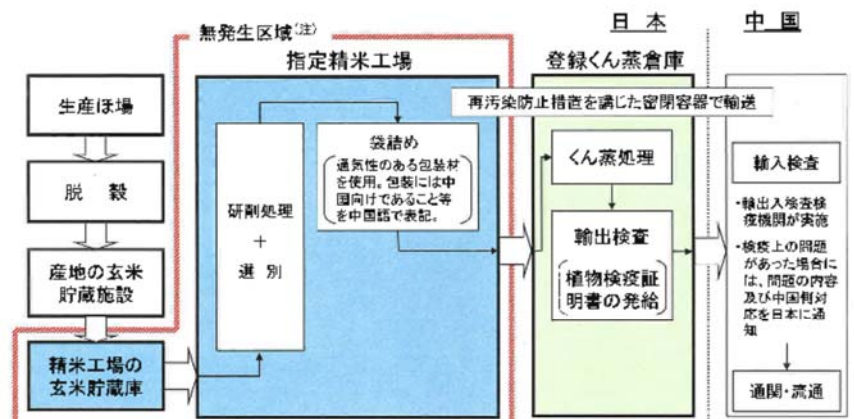 日本
中国
無発生区域(注)
指定精米工場
登録くん蒸倉庫
再汚染防止措置を講じた密閉容器で輸送
生産ほ場
脱　穀
産地の玄米
貯蔵施設
精米工場の
玄米貯蔵庫
研削処理
＋
選　別
袋詰め
通気性のある包装材
を使用。包装には中
国向けであること等
を中国語で表記。
くん蒸処理
輸出検査
植物検疫証
明書の発給
輸入検査
・輸出入検査検
疫機関が実施
・検疫上の問題
があった場合に
は、問題の内容
及び中国側対
応を日本に通
知
通関・流通